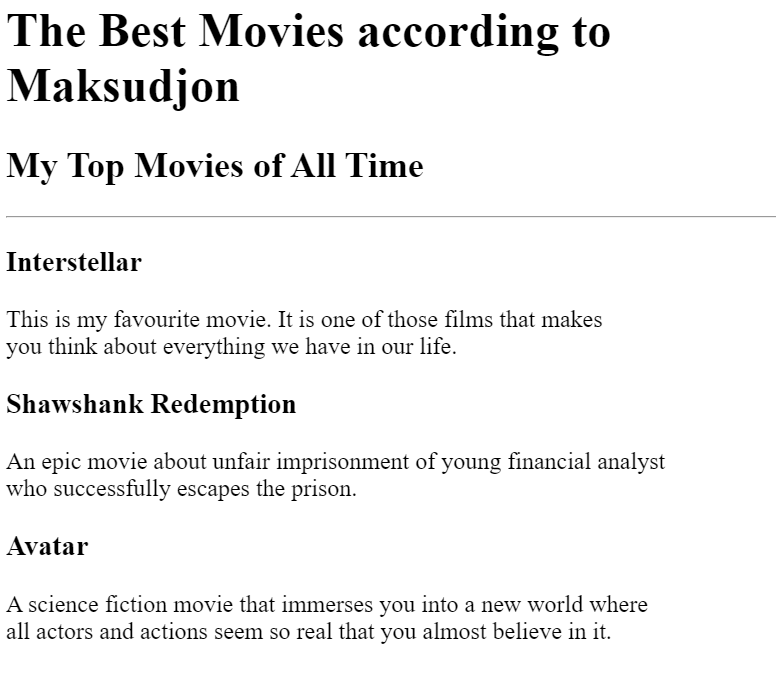 The Best Movies according to
Maksudjon
My Top Movies of All Time
Interstellar
This is my favourite movie. It is one of those films that makes
you think about everything we have in our life.
Shawshank Redemption
An epic movie about unfair imprisonment of young financial analyst
who successfully escapes the prison.
Avatar
A science fiction movie that immerses you into a new world where
all actors and actions seem so real that you almost believe in it.